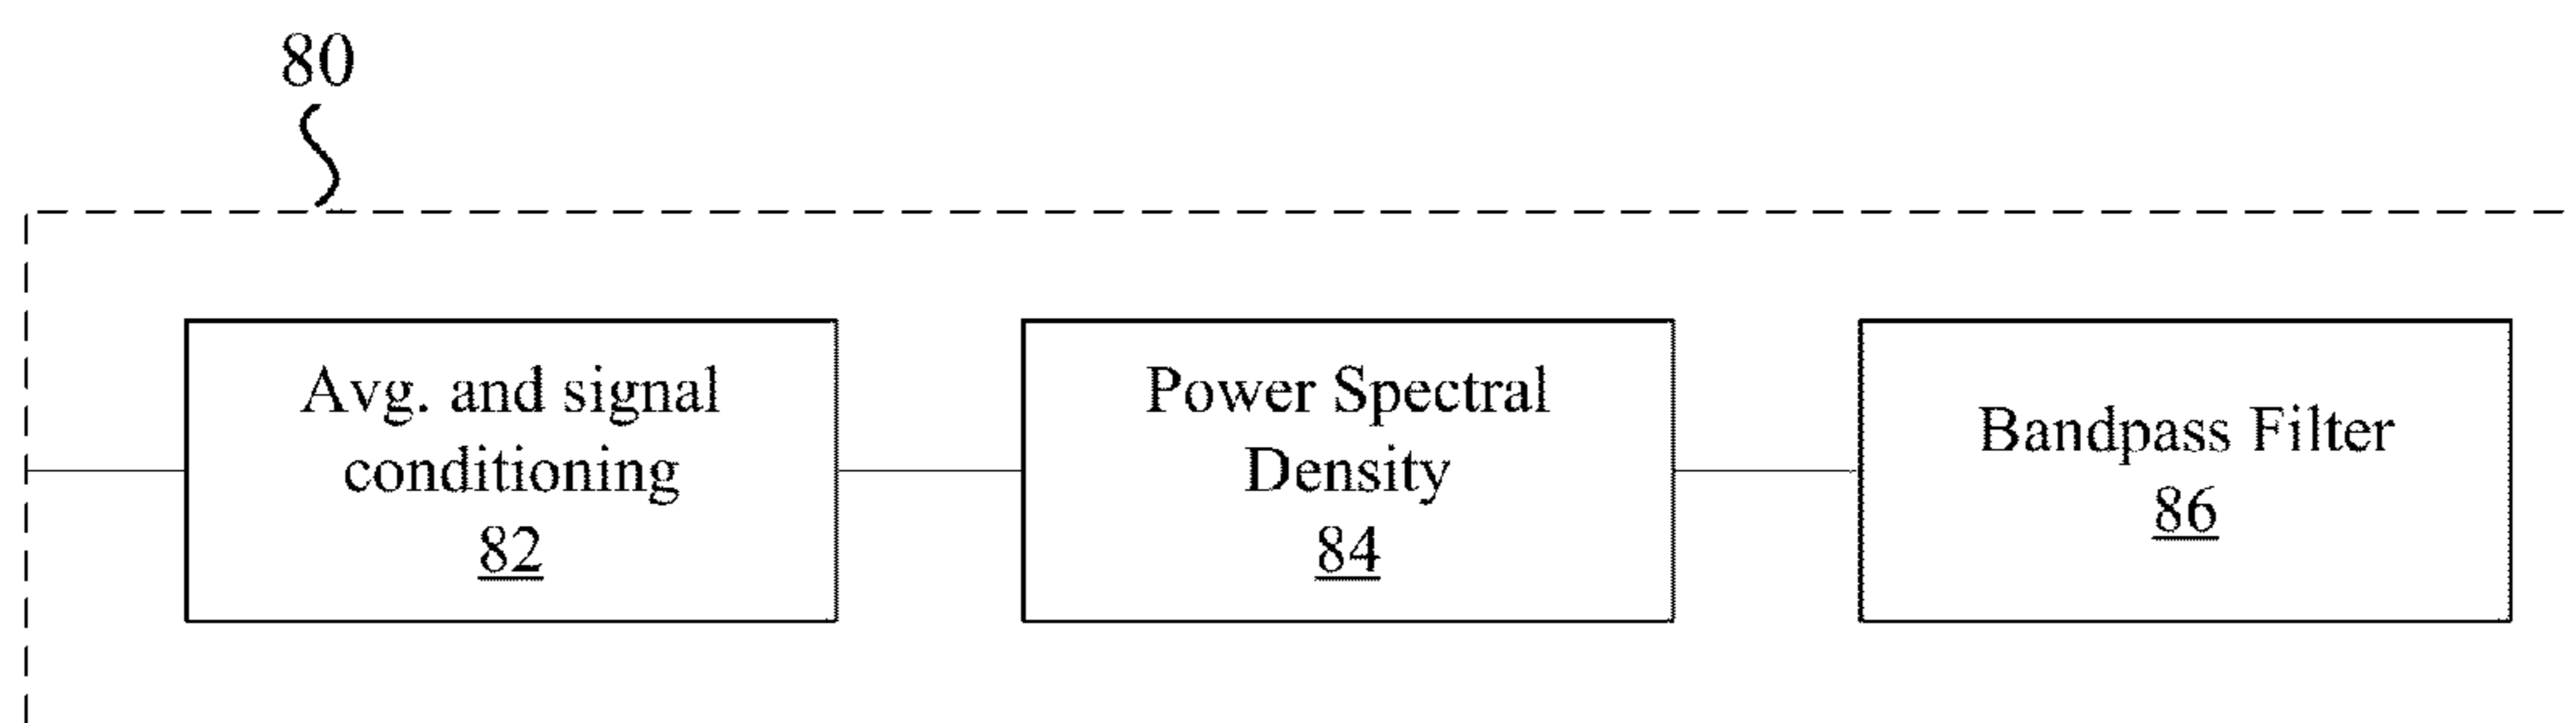 80
Avg. and signal
conditioning
82
Power Spectral
Density
84
Bandpass Filter
86